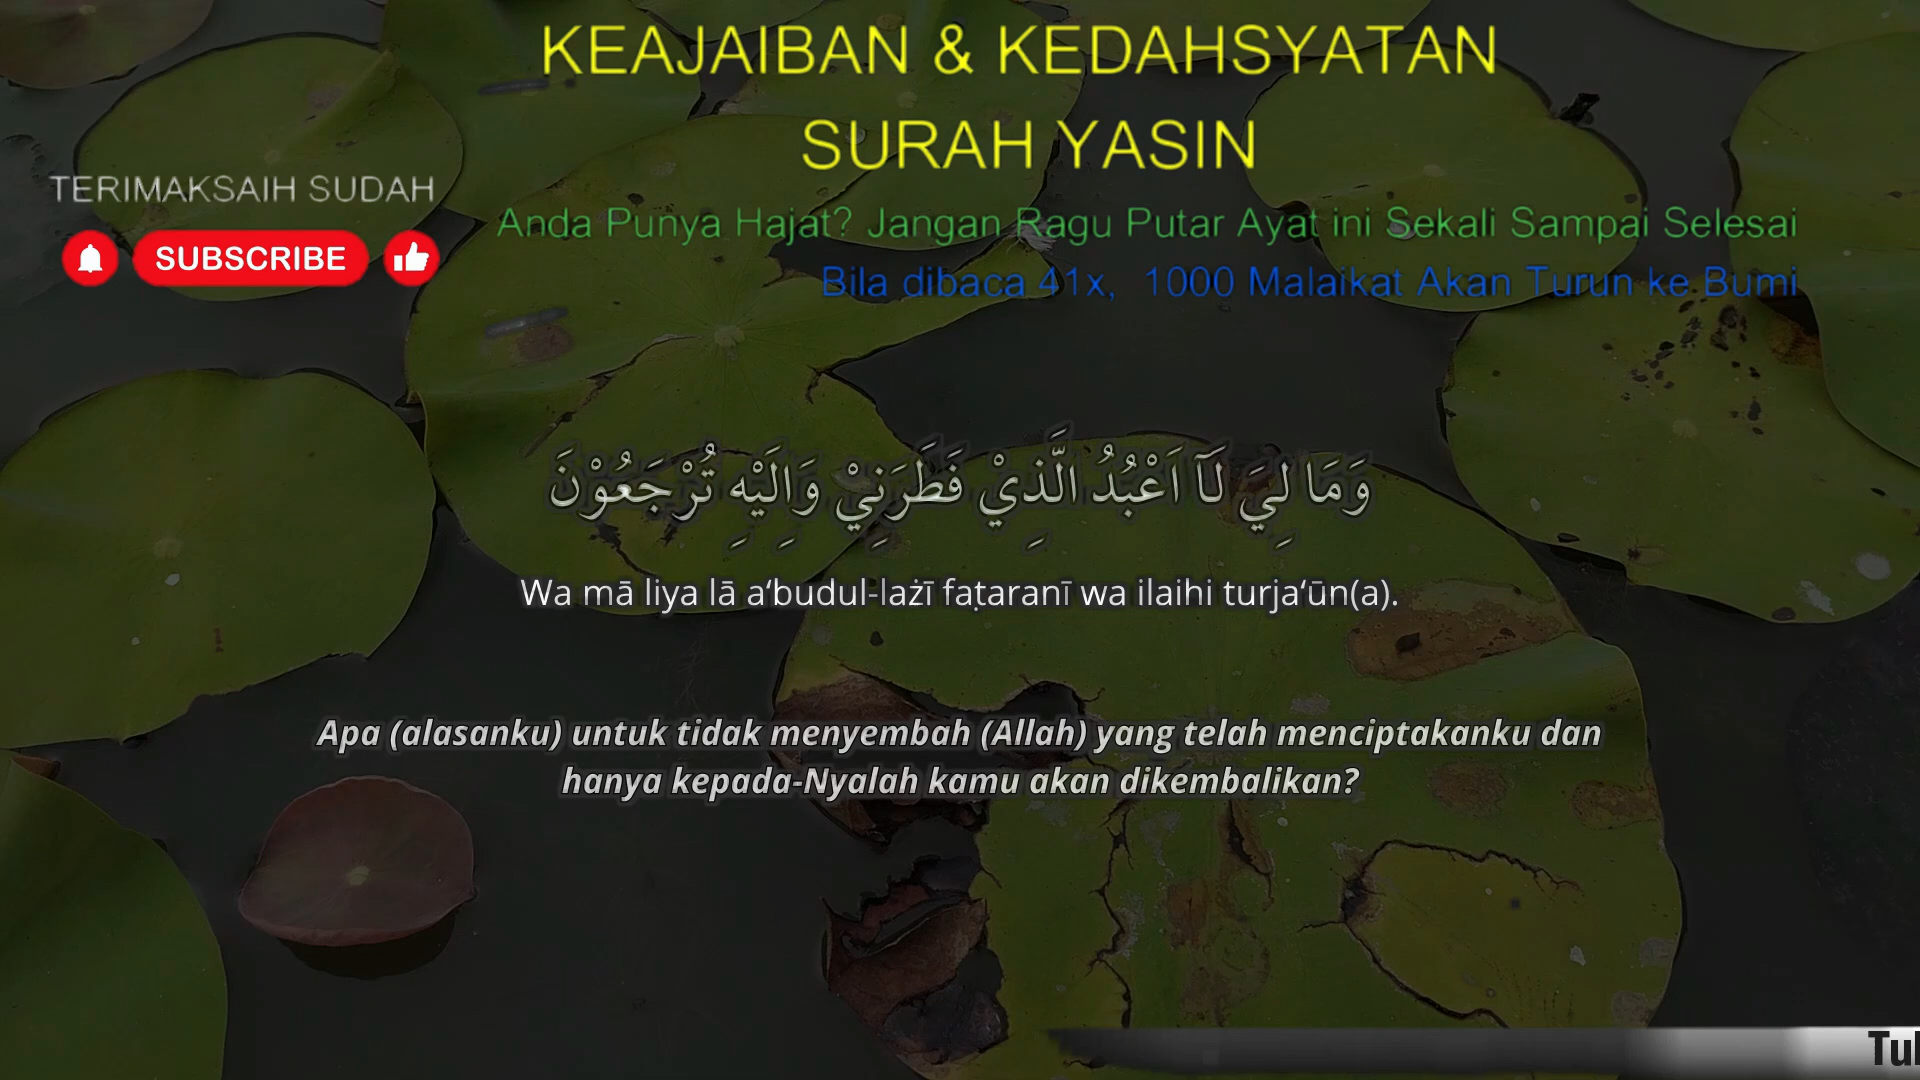 KEAJAIBAN & KEDAHSYATAN
SURAH YASIN
TERIMAKSAIH SUDAH
SUBSCRIBE
Anda Punya Hajat? Jangan Ragu Putar Ayat ini Sekali Sampai Selesai
Bila dibaca 41x, 1000 Malaikat Akan Turun ke Bumi
وَمَا لِيَ لَآ اَعْبُدُ الَّذِيْ فَطَرَنِيْ وَاِلَيْهِ تُرْجَعُوْنَ
Wa mā liya lā a‘budul-lażī faṭaranī wa ilaihi turja‘ūn(a).
Apa (alasanku) untuk tidak menyembah (Allah) yang telah menciptakanku dan
hanya kepada-Nyalah kamu akan dikembalikan?